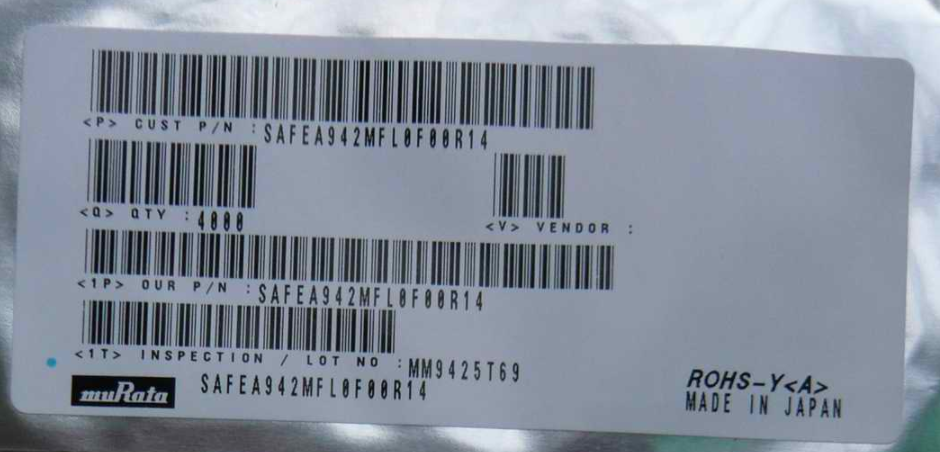 <P> CUST P/N :SAFEA942MFL0F00R14
<Q> QTY :4000
<V> VENDOR :
<1P> OUR P/N :SAFEA942MFL0F00R14
<1T> INSPECTION / LOT NO :MM9425T69
muRata SAFEA942MFL0F00R14
ROHS-Y<A>
MADE IN JAPAN